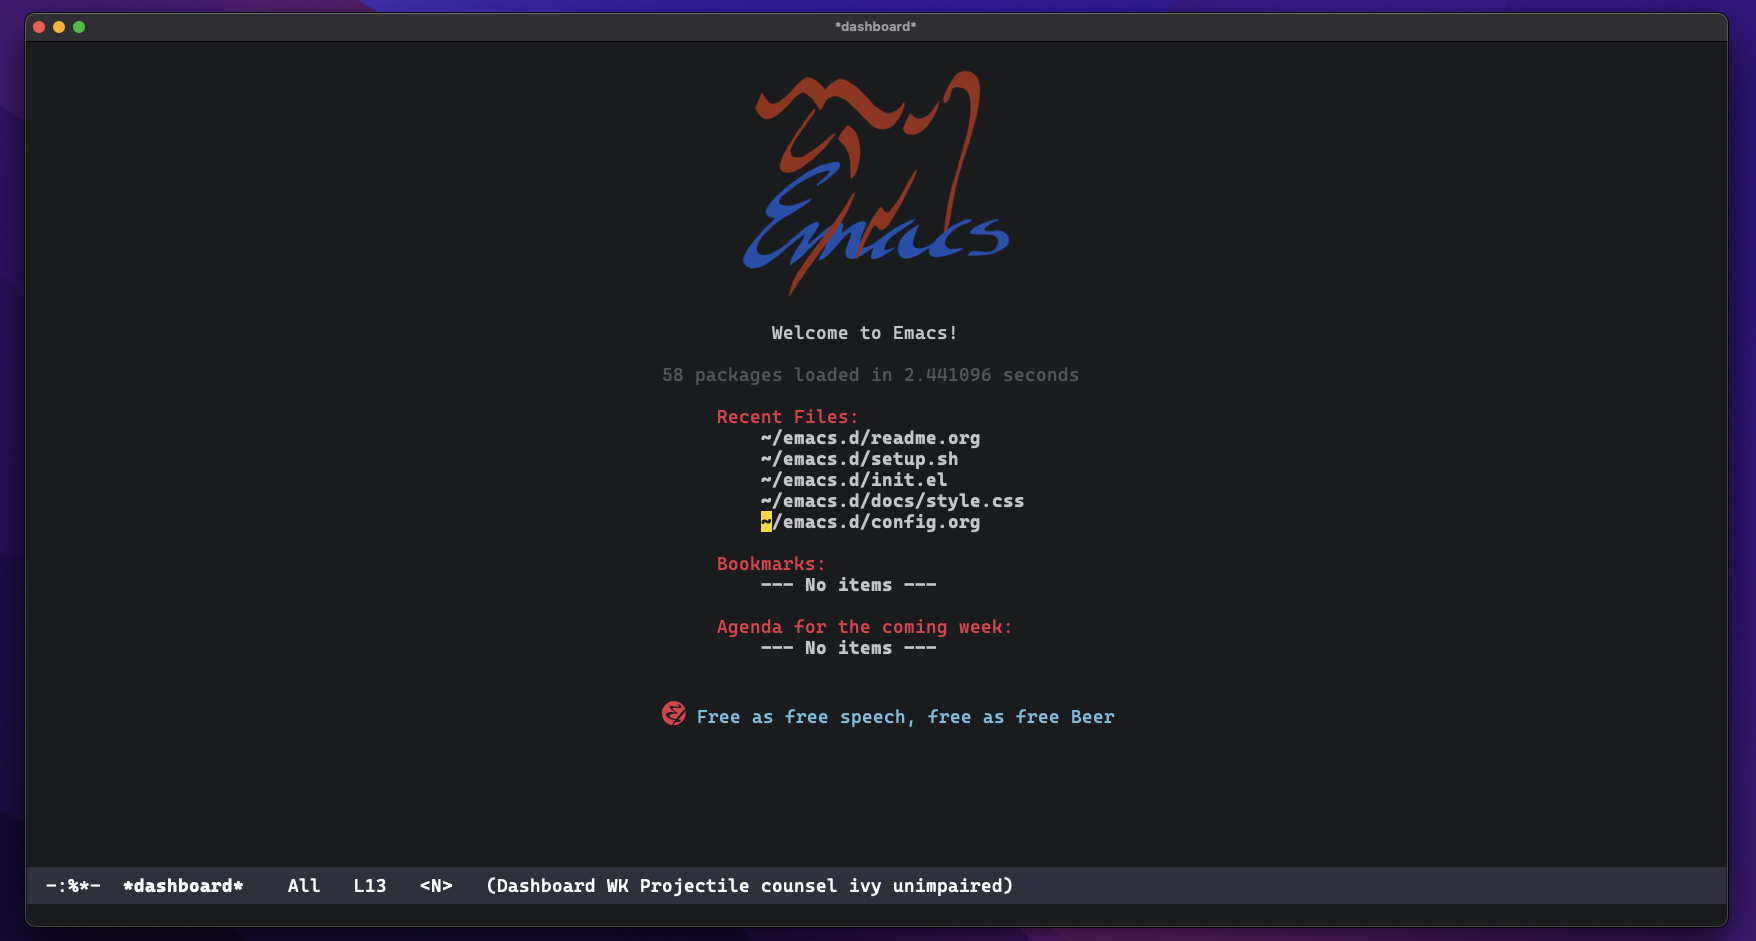 *dashboard*
Emacs
Welcome to Emacs!
58 packages loaded in 2.441096 seconds
Recent Files:
~/emacs.d/readme.org
~/emacs.d/setup.sh
~/emacs.d/init.el
~/emacs.d/docs/style.css
~/emacs.d/config.org
Bookmarks:
--- No items ---
Agenda for the coming week:
--- No items ---
Free as free speech, free as free Beer
-:%*-  *dashboard*    All   L13   <N>   (Dashboard WK Projectile counsel ivy unimpaired)